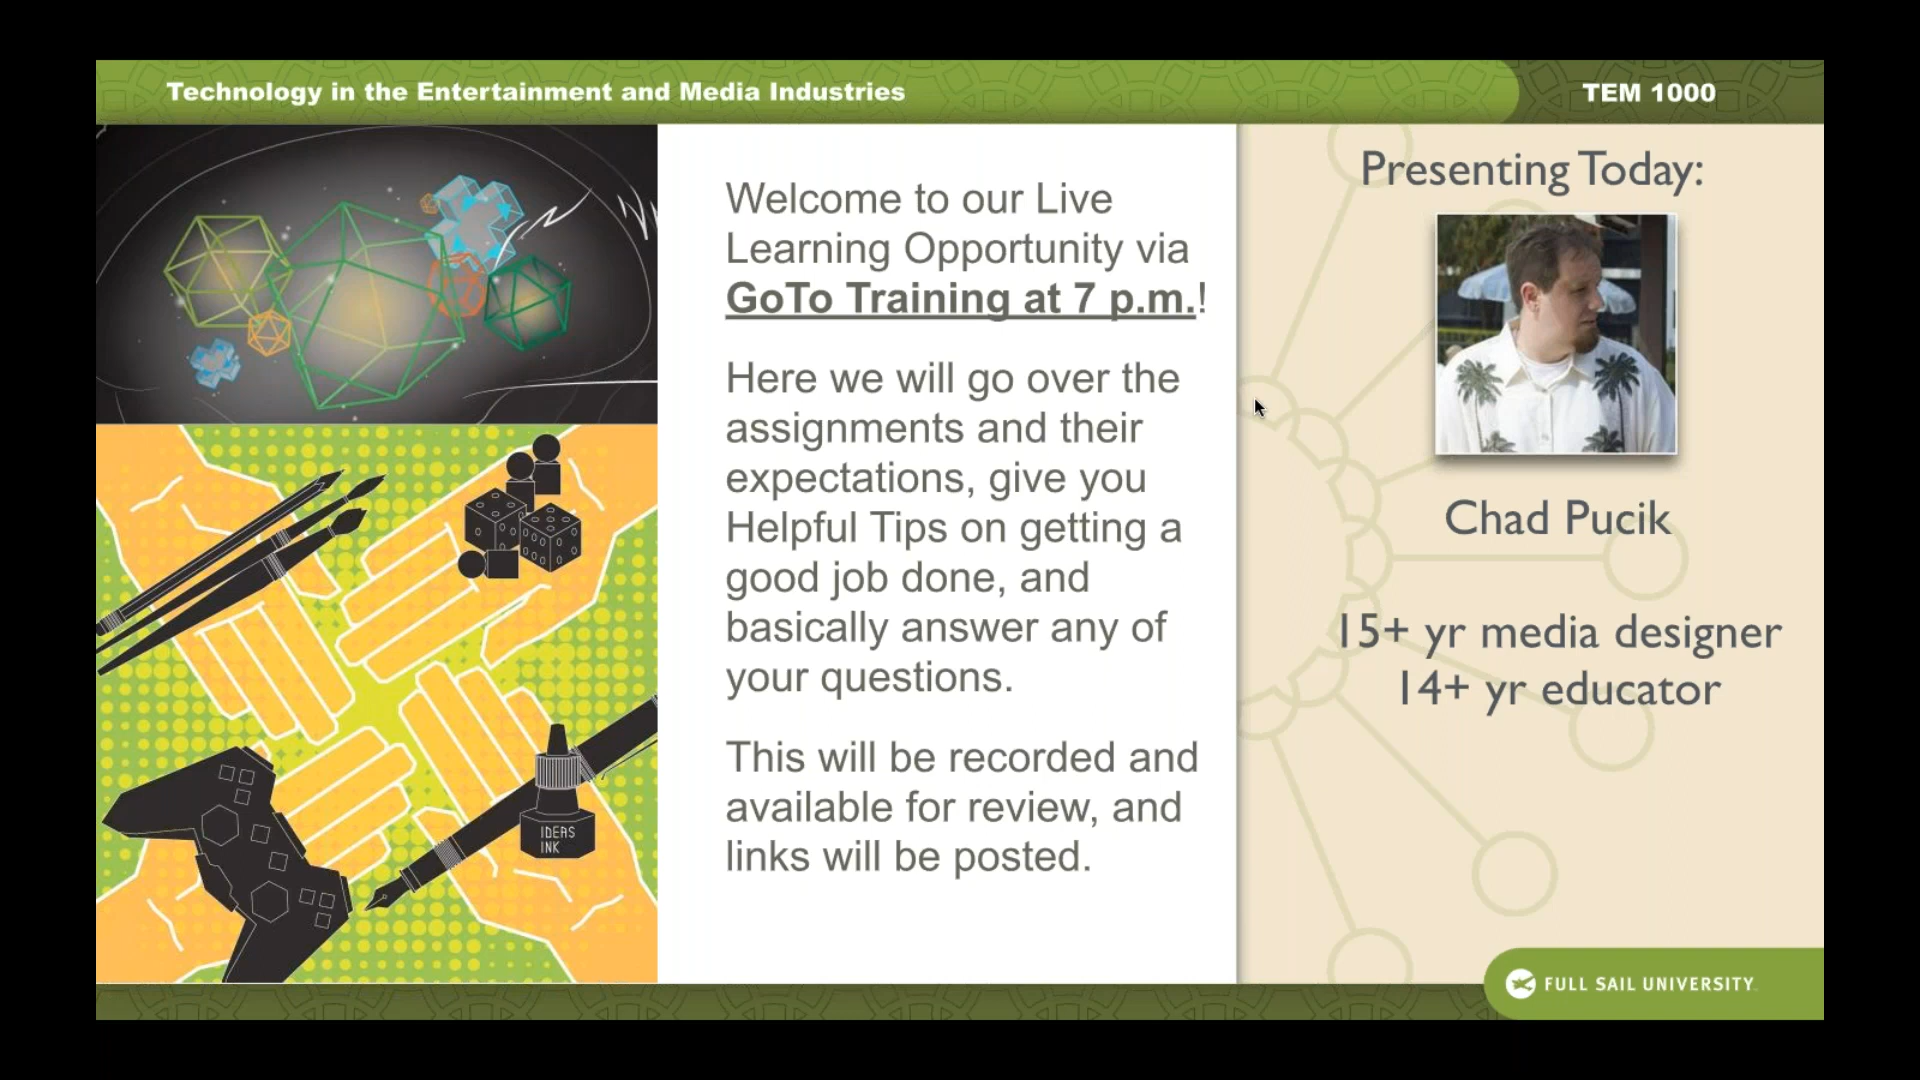 Technology in the Entertainment and Media Industries
TEM 1000
Welcome to our Live
Learning Opportunity via
GoTo Training at 7 p.m.!
Here we will go over the
assignments and their
expectations, give you
Helpful Tips on getting a
good job done, and
basically answer any of
your questions.
This will be recorded and
available for review, and
links will be posted.
IDEAS
INK
Presenting Today:
Chad Pucik
15+ yr media designer
14+ yr educator
FULL SAIL UNIVERSITY